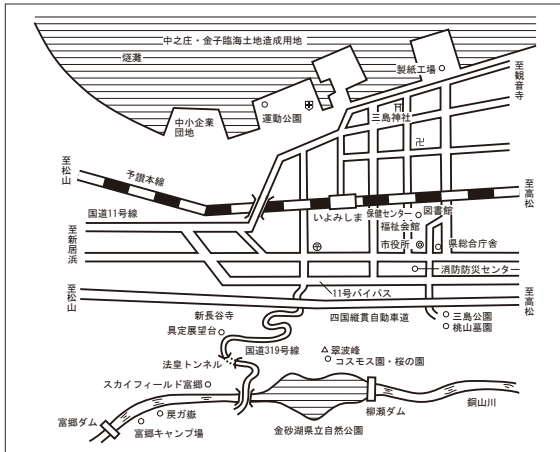 中之庄・金子臨海土地造成用地
燧灘
製紙工場
至観音寺
運動公園
三島神社
中小企業
団地
卍
至松山
予讃本線
至高松
国道11号線
いよみしま
保健センター
図書館
福祉会館
至新居浜
市役所
県総合庁舎
消防防災センター
11号バイパス
至松山
四国縦貫自動車道
至高松
新長谷寺
三島公園
具定展望台
桃山墓園
国道319号線
翠波峰
法皇トンネル
コスモス園・桜の園
スカイフィールド富郷
戻ガ嶽
柳瀬ダム
銅山川
富郷ダム
富郷キャンプ場
金砂湖県立自然公園